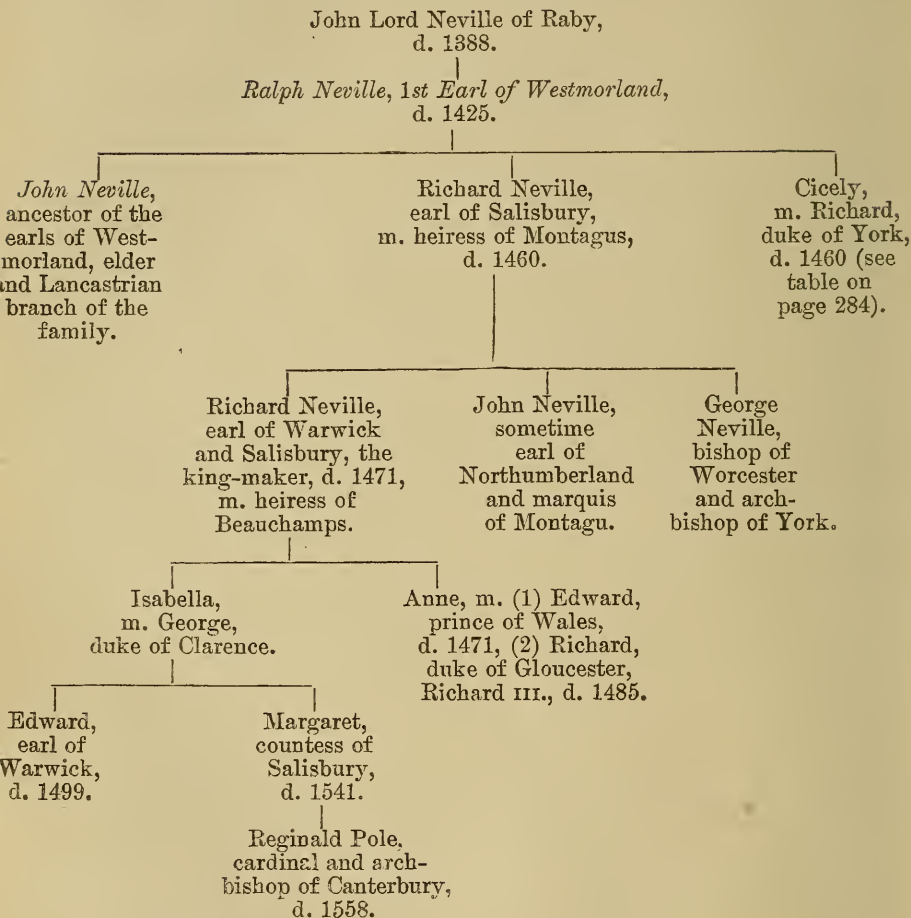 John Lord Neville of Raby,
d. 1388.
Ralph Neville, 1st Earl of Westmorland,
d. 1425.
John Neville,
ancestor of the
earls of West-
morland, elder
and Lancastrian
branch of the
family.
Richard Neville,
earl of Salisbury,
m. heiress of Montagus,
d. 1460.
Cicely,
m. Richard,
duke of York,
d. 1460 (see
table on
page 284).
Richard Neville,
earl of Warwick
and Salisbury, the
king-maker, d. 1471,
m. heiress of
Beauchamps.
John Neville,
sometime
earl of
Northumberland
and marquis
of Montagu.
George
Neville,
bishop of
Worcester
and arch-
bishop of York.
Isabella,
m. George,
duke of Clarence.
Anne, m. (1) Edward,
prince of Wales,
d. 1471, (2) Richard,
duke of Gloucester,
Richard III., d. 1485.
Edward,
earl of
Warwick,
d. 1499.
Margaret,
countess of
Salisbury,
d. 1541.
Reginald Pole,
cardinal and arch-
bishop of Canterbury,
d. 1558.